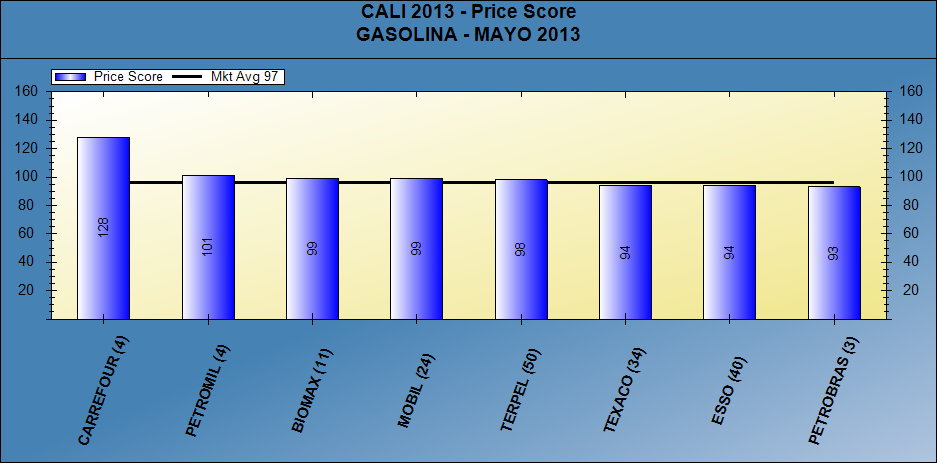 CALI 2013 - Price Score
GASOLINA - MAYO 2013
Price Score Mkt Avg 97
160 160
140 140
120 120
100 100
80 80
60 60
40 40
20 20
128 101 99 99 98 94 94 93
CARREFOUR (4)
PETROMIL (4)
BIOMAX (11)
MOBIL (24)
TERPEL (50)
TEXACO (34)
ESSO (40)
PETROBRAS (3)